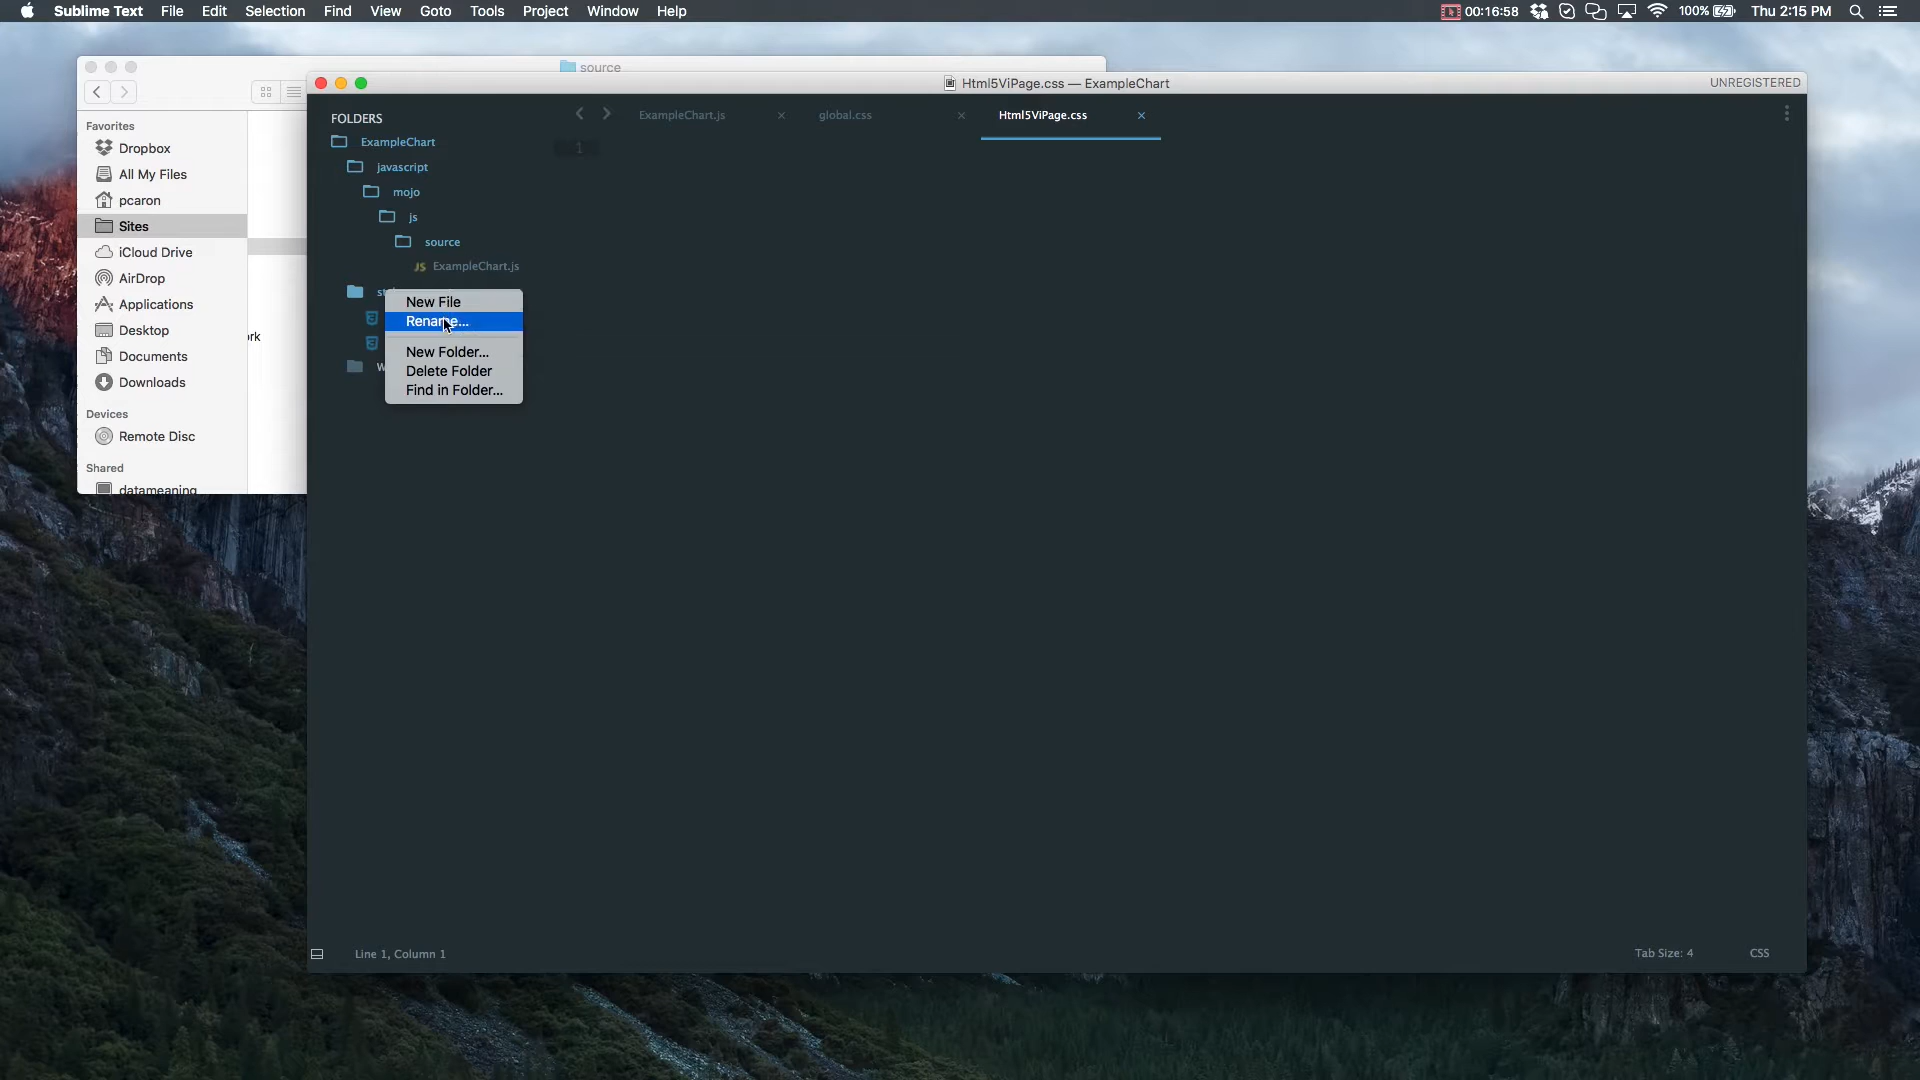 Sublime Text File Edit Selection Find View Goto Tools Project Window Help 00:16:58 100% Thu 2:15 PM
source
Html5ViPage.css — ExampleChart UNREGISTERED
Favorites
Dropbox
All My Files
pcaron
Sites
iCloud Drive
AirDrop
Applications
Desktop
Documents
Downloads
Devices
Remote Disc
Shared
datameaning
FOLDERS
ExampleChart
javascript
mojo
js
source
JS ExampleChart.js
ExampleChart.js × global.css × Html5ViPage.css ×
1
New File
Rename...
New Folder...
Delete Folder
Find in Folder...
Line 1, Column 1 Tab Size: 4 CSS